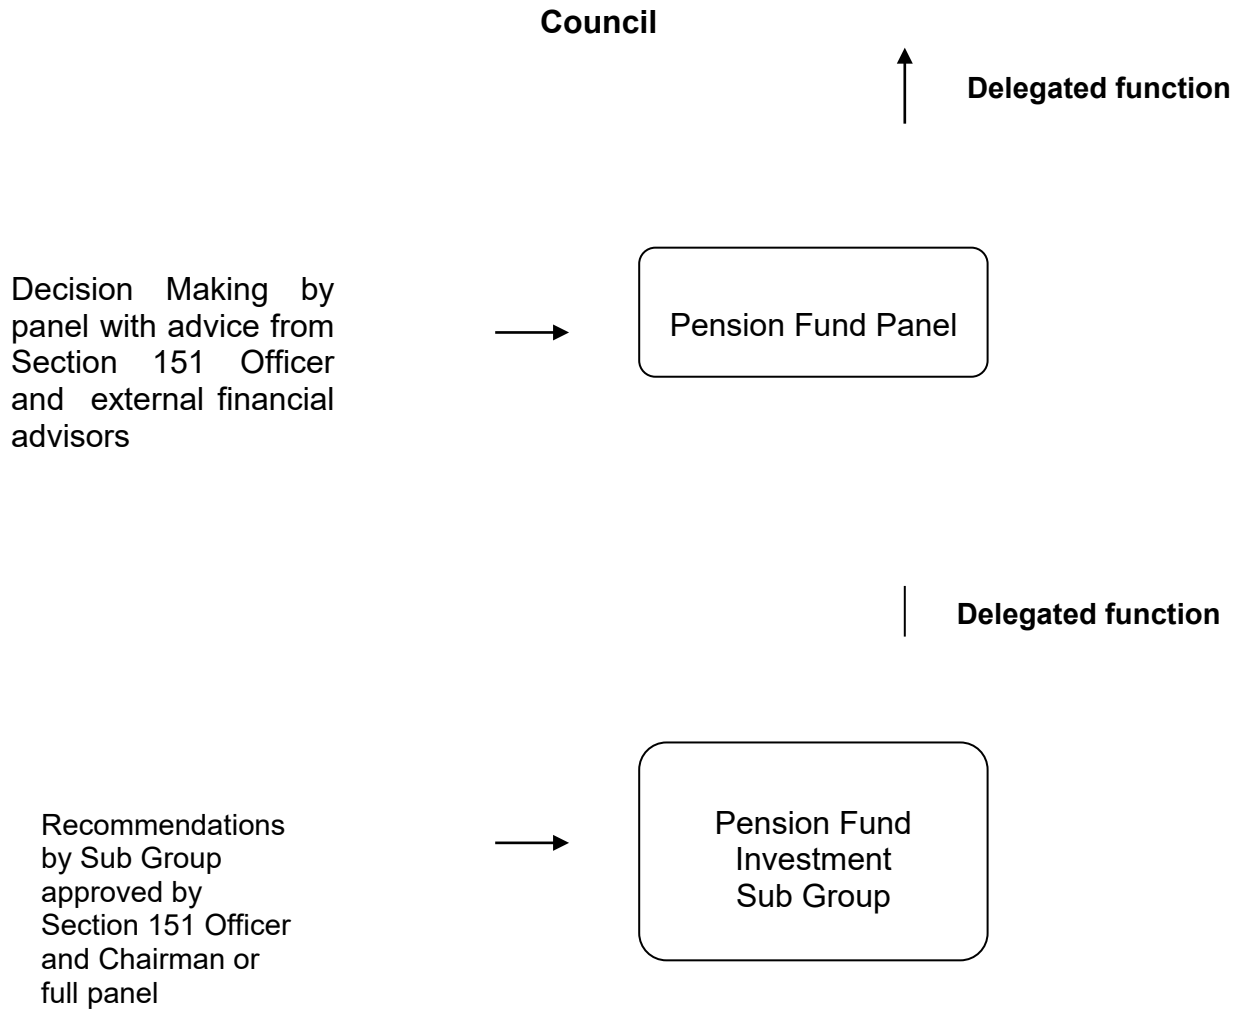 Council
Delegated function
Decision Making by
panel with advice from
Section 151 Officer
and external financial
advisors
Pension Fund Panel
Delegated function
Recommendations
by Sub Group
approved by
Section 151 Officer
and Chairman or
full panel
Pension Fund
Investment
Sub Group